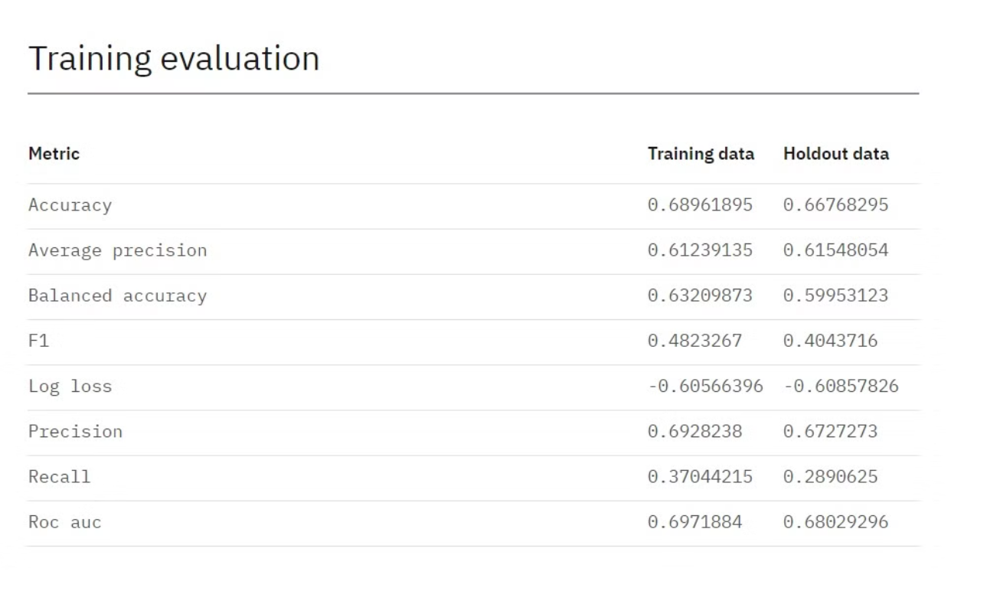 Training evaluation
Metric Training data Holdout data
Accuracy 0.68961895 0.66768295
Average precision 0.61239135 0.61548054
Balanced accuracy 0.63209873 0.59953123
F1 0.4823267 0.4043716
Log loss -0.60566396 -0.60857826
Precision 0.6928238 0.6727273
Recall 0.37044215 0.2890625
Roc auc 0.6971884 0.68029296